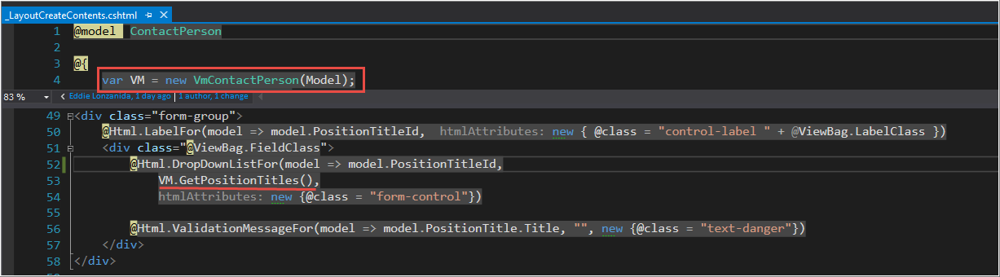 _LayoutCreateContents.cshtml
1 @model ContactPerson
2
3 @{
4 var VM = new VmContactPerson(Model);
83 % Eddie Lonzanida, 1 day ago | 1 author, 1 change
49 <div class="form-group">
50 @Html.LabelFor(model => model.PositionTitleId, htmlAttributes: new { @class = "control-label " + @ViewBag.LabelClass })
51 <div class="@ViewBag.FieldClass">
52 @Html.DropDownListFor(model => model.PositionTitleId,
53 VM.GetPositionTitles(),
54 htmlAttributes: new {@class = "form-control"})
55
56 @Html.ValidationMessageFor(model => model.PositionTitle.Title, "", new {@class = "text-danger"})
57 </div>
58 </div>